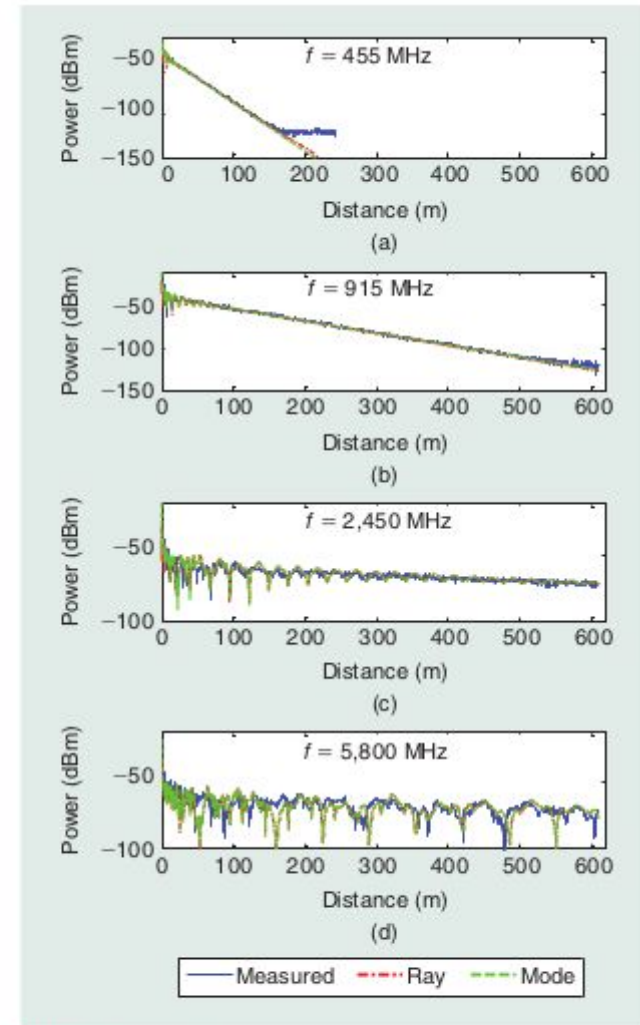 f = 455 MHz
Power (dBm)
−50
−100
−150
0 100 200 300 400 500 600
Distance (m)
(a)
f = 915 MHz
Power (dBm)
−50
−100
−150
0 100 200 300 400 500 600
Distance (m)
(b)
f = 2,450 MHz
Power (dBm)
−50
−100
0 100 200 300 400 500 600
Distance (m)
(c)
f = 5,800 MHz
Power (dBm)
−50
−100
0 100 200 300 400 500 600
Distance (m)
(d)
Measured Ray Mode